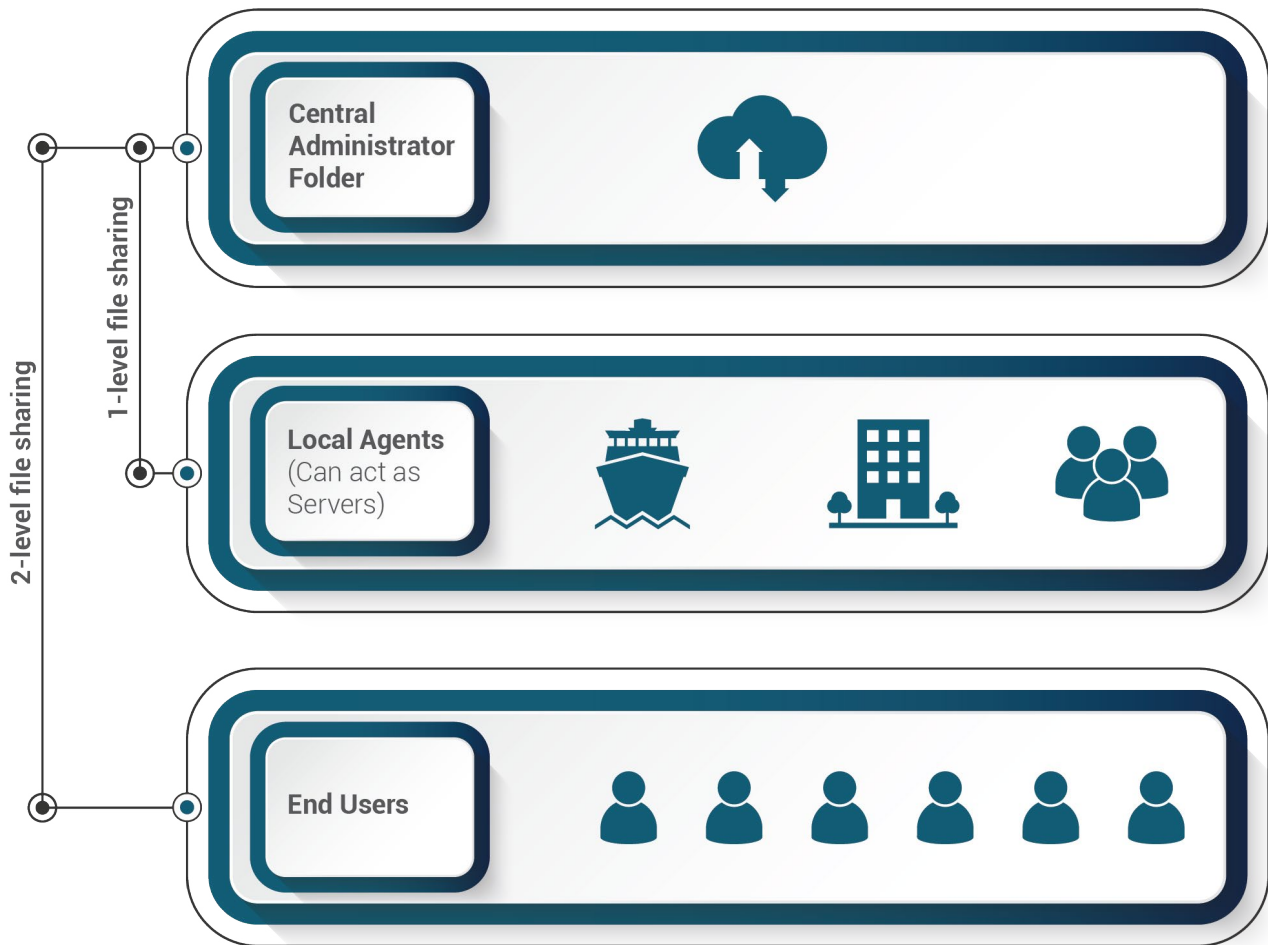 Central
Administrator
Folder
1-level file sharing
2-level file sharing
Local Agents
(Can act as
Servers)
End Users